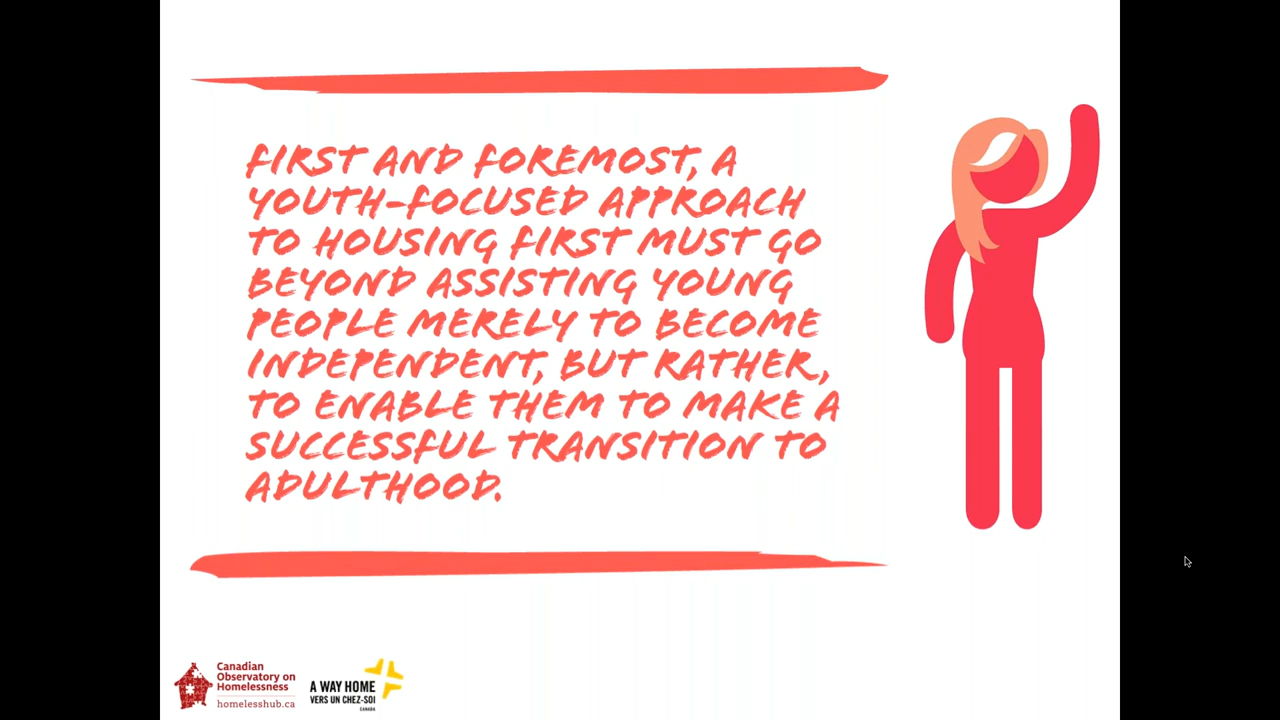 FIRST AND FOREMOST, A
YOUTH-FOCUSED APPROACH
TO HOUSING FIRST MUST GO
BEYOND ASSISTING YOUNG
PEOPLE MERELY TO BECOME
INDEPENDENT, BUT RATHER,
TO ENABLE THEM TO MAKE A
SUCCESSFUL TRANSITION TO
ADULTHOOD.
Canadian
Observatory on
Homelessness
homelesshub.ca
A WAY HOME
VERS UN CHEZ-SOI
CANADA